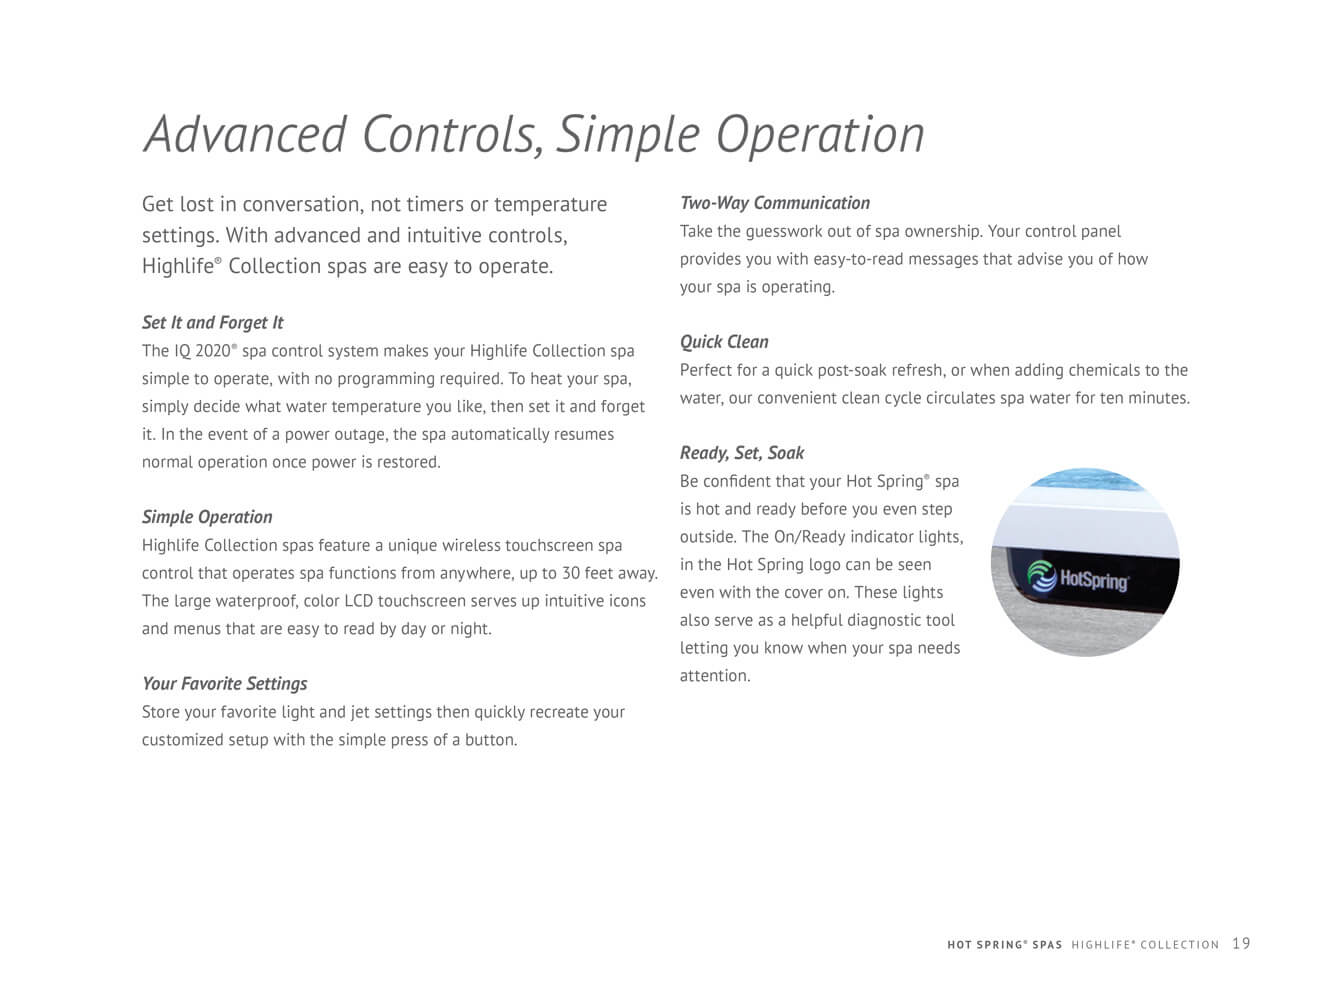 Advanced Controls, Simple Operation
Get lost in conversation, not timers or temperature
settings. With advanced and intuitive controls,
Highlife® Collection spas are easy to operate.
Set It and Forget It
The IQ 2020® spa control system makes your Highlife Collection spa
simple to operate, with no programming required. To heat your spa,
simply decide what water temperature you like, then set it and forget
it. In the event of a power outage, the spa automatically resumes
normal operation once power is restored.
Simple Operation
Highlife Collection spas feature a unique wireless touchscreen spa
control that operates spa functions from anywhere, up to 30 feet away.
The large waterproof, color LCD touchscreen serves up intuitive icons
and menus that are easy to read by day or night.
Your Favorite Settings
Store your favorite light and jet settings then quickly recreate your
customized setup with the simple press of a button.
Two-Way Communication
Take the guesswork out of spa ownership. Your control panel
provides you with easy-to-read messages that advise you of how
your spa is operating.
Quick Clean
Perfect for a quick post-soak refresh, or when adding chemicals to the
water, our convenient clean cycle circulates spa water for ten minutes.
Ready, Set, Soak
Be confident that your Hot Spring® spa
is hot and ready before you even step
outside. The On/Ready indicator lights,
in the Hot Spring logo can be seen
even with the cover on. These lights
also serve as a helpful diagnostic tool
letting you know when your spa needs
attention.
HotSpring®
HOT SPRING® SPAS HIGHLIFE® COLLECTION 19